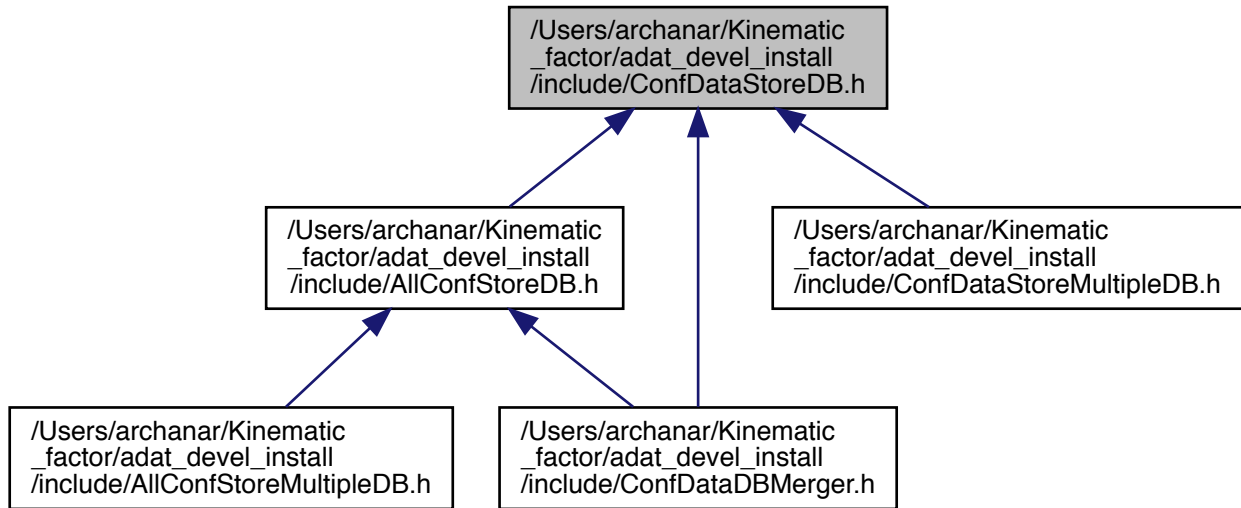 /Users/archanar/Kinematic
_factor/adat_devel_install
/include/ConfDataStoreDB.h
/Users/archanar/Kinematic
_factor/adat_devel_install
/include/AllConfStoreDB.h
/Users/archanar/Kinematic
_factor/adat_devel_install
/include/ConfDataStoreMultipleDB.h
/Users/archanar/Kinematic
_factor/adat_devel_install
/include/AllConfStoreMultipleDB.h
/Users/archanar/Kinematic
_factor/adat_devel_install
/include/ConfDataDBMerger.h